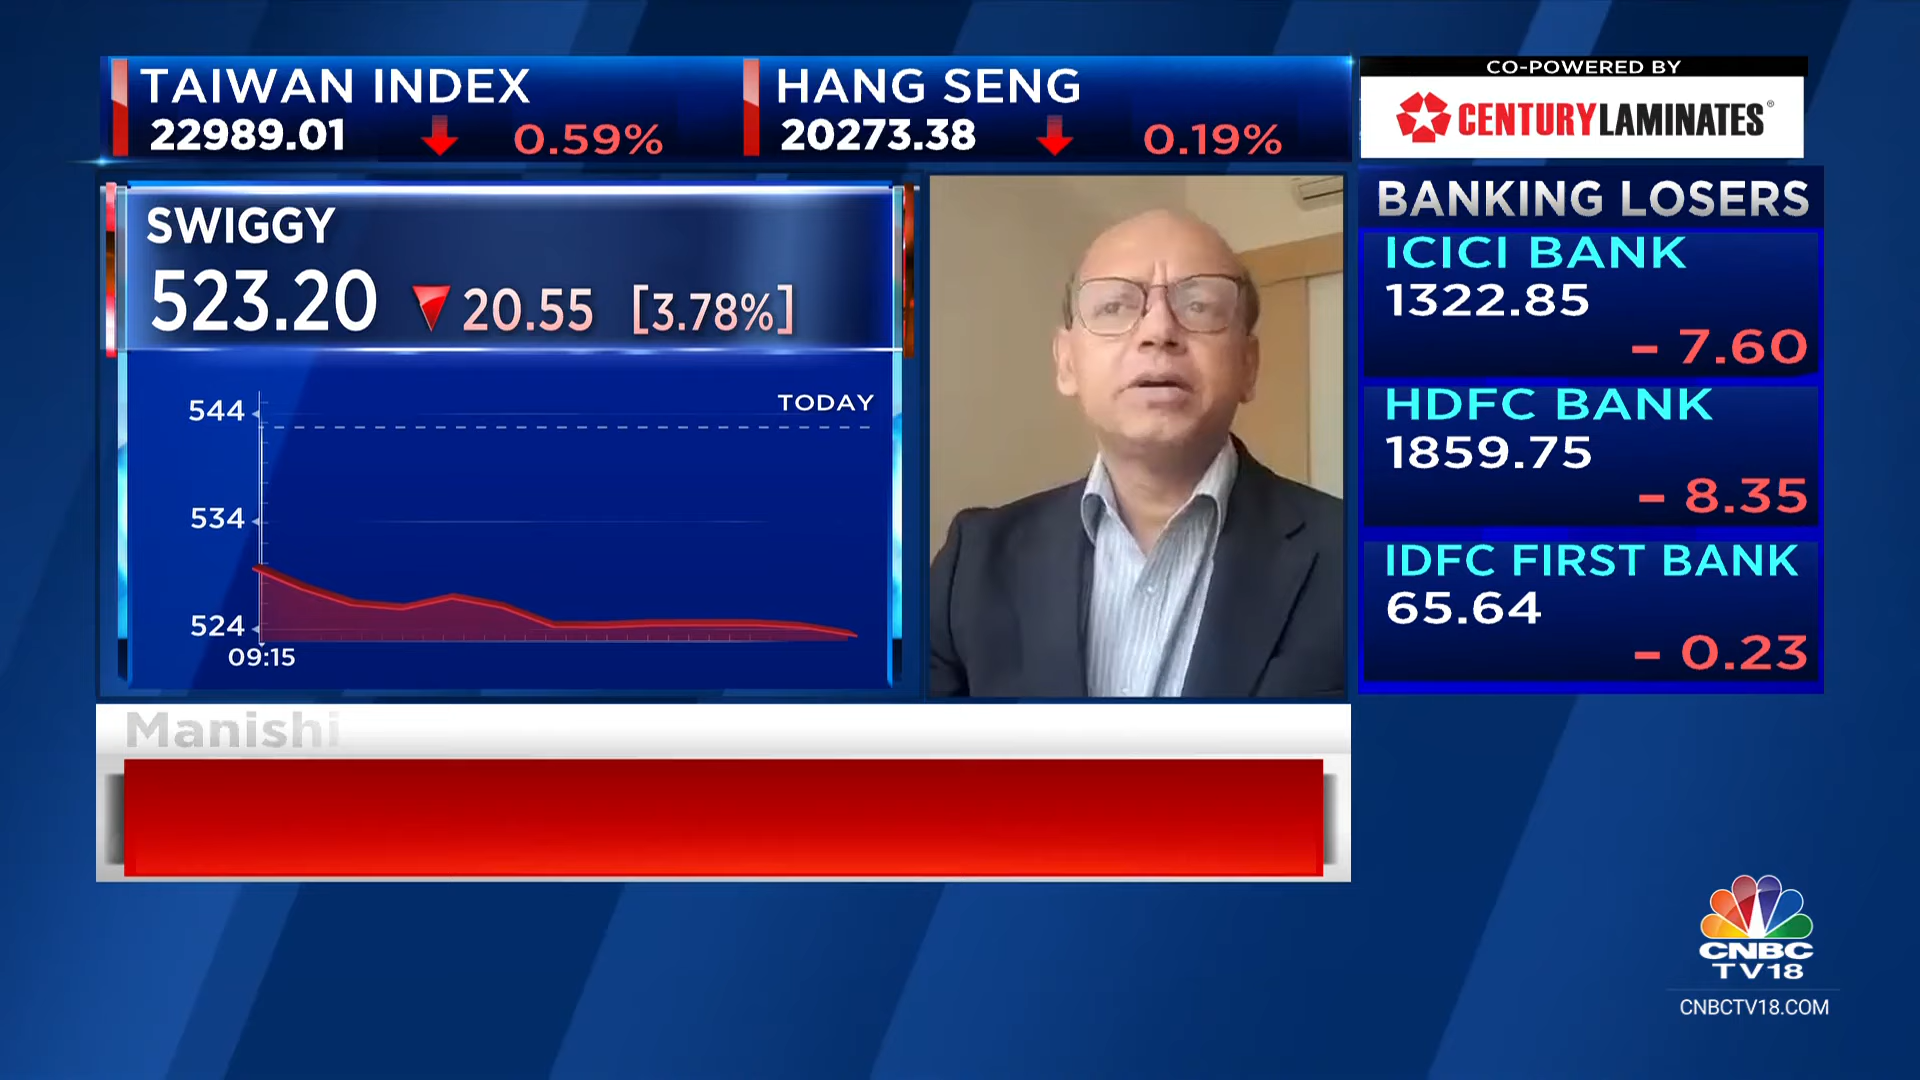 TAIWAN INDEX
22989.01 0.59%
HANG SENG
20273.38 0.19%
CO-POWERED BY
CENTURYLAMINATES®
SWIGGY
523.20 20.55 [3.78%]
TODAY
544
534
524
09:15
BANKING LOSERS
ICICI BANK
1322.85
- 7.60
HDFC BANK
1859.75
- 8.35
IDFC FIRST BANK
65.64
- 0.23
Manishi
CNBC
TV18
CNBCTV18.COM